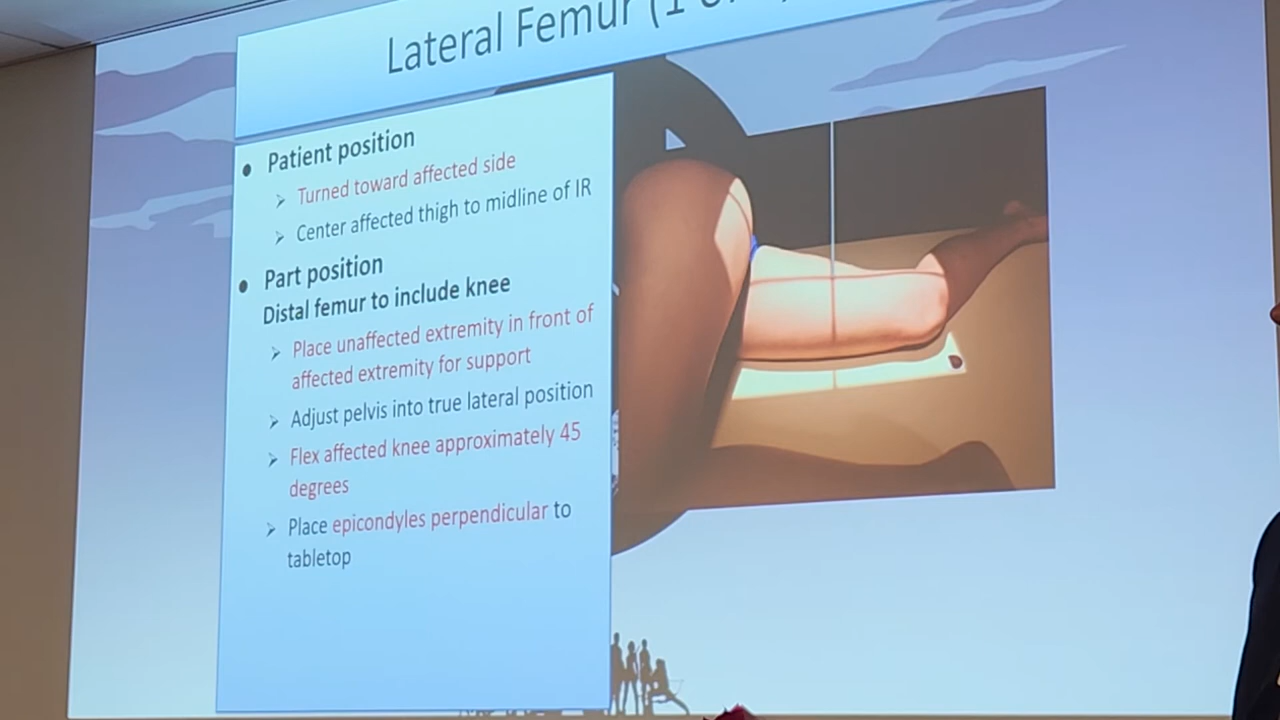 Lateral Femur (1
Patient position
Turned toward affected side
Center affected thigh to midline of IR
Part position
Distal femur to include knee
Place unaffected extremity in front of
affected extremity for support
Adjust pelvis into true lateral position
Flex affected knee approximately 45
degrees
Place epicondyles perpendicular to
tabletop